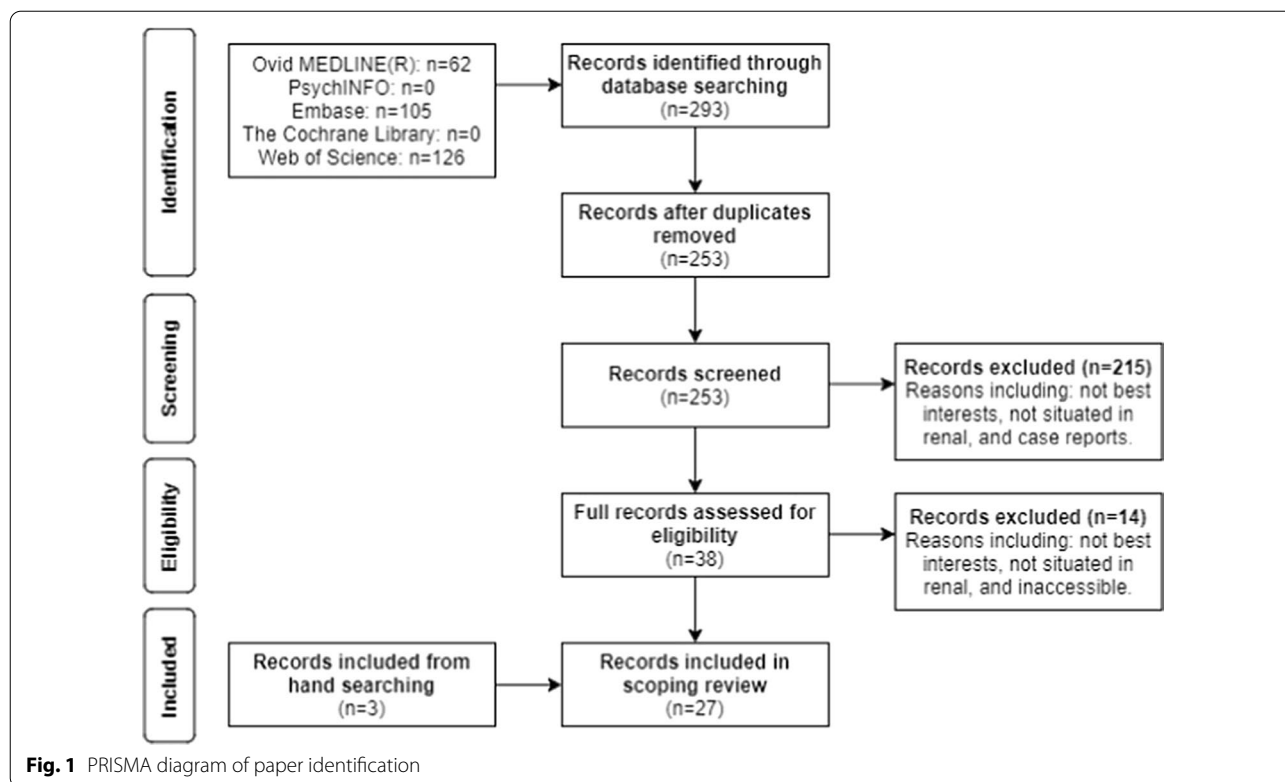 Identification
Ovid MEDLINE(R): n=62
PsychINFO: n=0
Embase: n=105
The Cochrane Library: n=0
Web of Science: n=126
Records identified through
database searching
(n=293)
Records after duplicates
removed
(n=253)
Screening
Records screened
(n=253)
Records excluded (n=215)
Reasons including: not best
interests, not situated in
renal, and case reports.
Eligibility
Full records assessed for
eligibility
(n=38)
Records excluded (n=14)
Reasons including: not best
interests, not situated in
renal, and inaccessible.
Included
Records included from
hand searching
(n=3)
Records included in
scoping review
(n=27)
Fig. 1 PRISMA diagram of paper identification